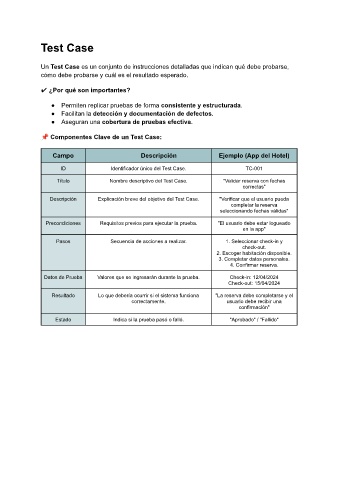 Test Case
Un Test Case es un conjunto de instrucciones detalladas que indican qué debe probarse,
cómo debe probarse y cuál es el resultado esperado.
✔ ¿Por qué son importantes?
● Permiten replicar pruebas de forma consistente y estructurada.
● Facilitan la detección y documentación de defectos.
● Aseguran una cobertura de pruebas efectiva.
📌 Componentes Clave de un Test Case:
Campo Descripción Ejemplo (App del Hotel)
ID Identificador único del Test Case. TC-001
Título Nombre descriptivo del Test Case. "Validar reserva con fechas
correctas"
Descripción Explicación breve del objetivo del Test Case. "Verificar que el usuario pueda
completar la reserva
seleccionando fechas válidas"
Precondiciones Requisitos previos para ejecutar la prueba. "El usuario debe estar logueado
en la app"
Pasos Secuencia de acciones a realizar. 1. Seleccionar check-in y
check-out.
2. Escoger habitación disponible.
3. Completar datos personales.
4. Confirmar reserva.
Datos de Prueba Valores que se ingresarán durante la prueba. Check-in: 12/04/2024
Check-out: 15/04/2024
Resultado Lo que debería ocurrir si el sistema funciona
correctamente. "La reserva debe completarse y el
usuario debe recibir una
confirmación"
Estado Indica si la prueba pasó o falló. "Aprobado" / "Fallido"